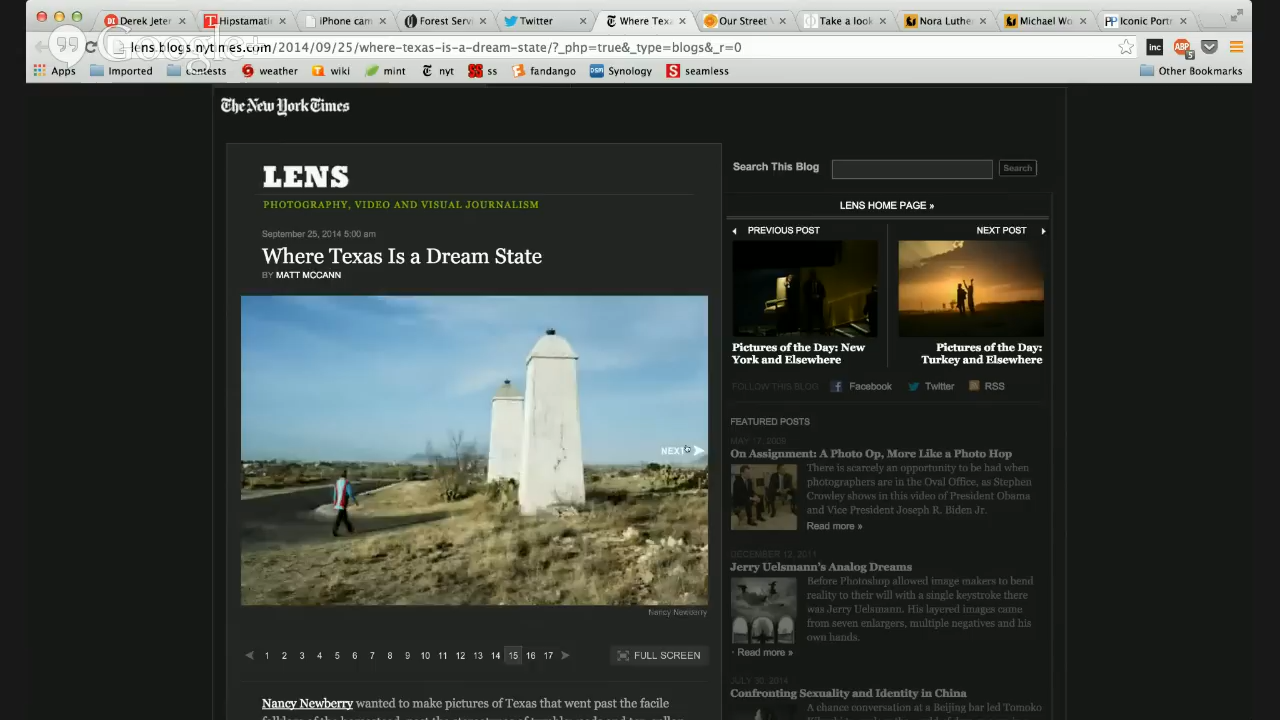 Derek Jeter
Hipstamatic
iPhone cam
Forest Servi
Twitter
Where Texa
Our Street
Take a look
Nora Luthe
Michael Wo
Iconic Portr
Google+
lens.blogs.nytimes.com/2014/09/25/where-texas-is-a-dream-state/?_php=true&_type=blogs&_r=0
Apps Imported contests weather wiki mint nyt ss fandango Synology seamless Other Bookmarks
The New York Times
LENS
PHOTOGRAPHY, VIDEO AND VISUAL JOURNALISM
September 25, 2014 5:00 am
Where Texas Is a Dream State
BY MATT MCCANN
NEXT
Nancy Newberry
1 2 3 4 5 6 7 8 9 10 11 12 13 14 15 16 17
FULL SCREEN
Nancy Newberry wanted to make pictures of Texas that went past the facile
Search This Blog
Search
LENS HOME PAGE »
PREVIOUS POST
NEXT POST
Pictures of the Day: New
York and Elsewhere
Pictures of the Day:
Turkey and Elsewhere
FOLLOW THIS BLOG Facebook Twitter RSS
FEATURED POSTS
On Assignment: A Photo Op, More Like a Photo Hop
There is scarcely an opportunity to be had when
photographers are in the Oval Office, as Stephen
Crowley shows in this video of President Obama
and Vice President Joseph R. Biden Jr.
Read more »
DECEMBER 12, 2011
Jerry Uelsmann's Analog Dreams
Before Photoshop allowed image makers to bend
reality to their will with a single keystroke there
was Jerry Uelsmann. His layered images came
from seven enlargers, multiple negatives and his
own hands.
Read more »
JULY 30, 2014
Confronting Sexuality and Identity in China
A chance conversation at a Beijing bar led Tomoko